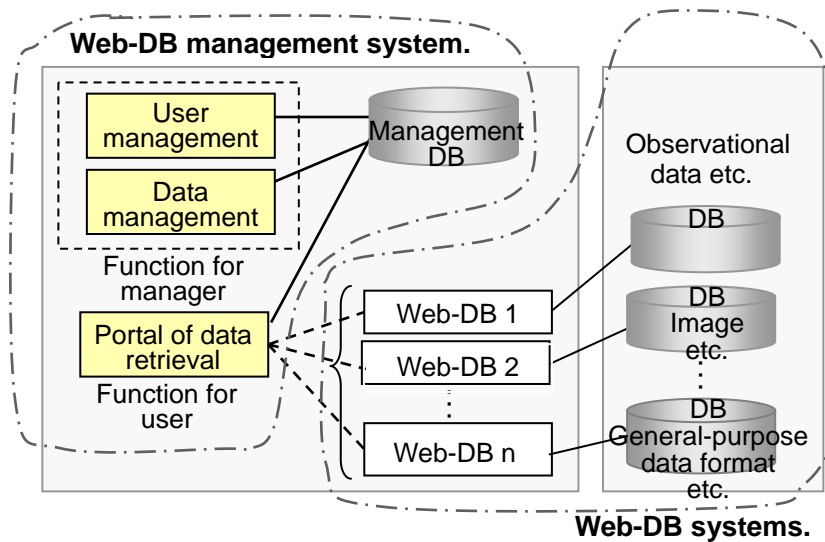 Web-DB management system.
User
management
Management
DB
Data
management
Function for
manager
Portal of data
retrieval
Function for
user
Web-DB 1
Web-DB 2
⋮
Web-DB n
Observational
data etc.
DB
DB
Image
etc.
⋮
DB
General-purpose
data format
etc.
Web-DB systems.